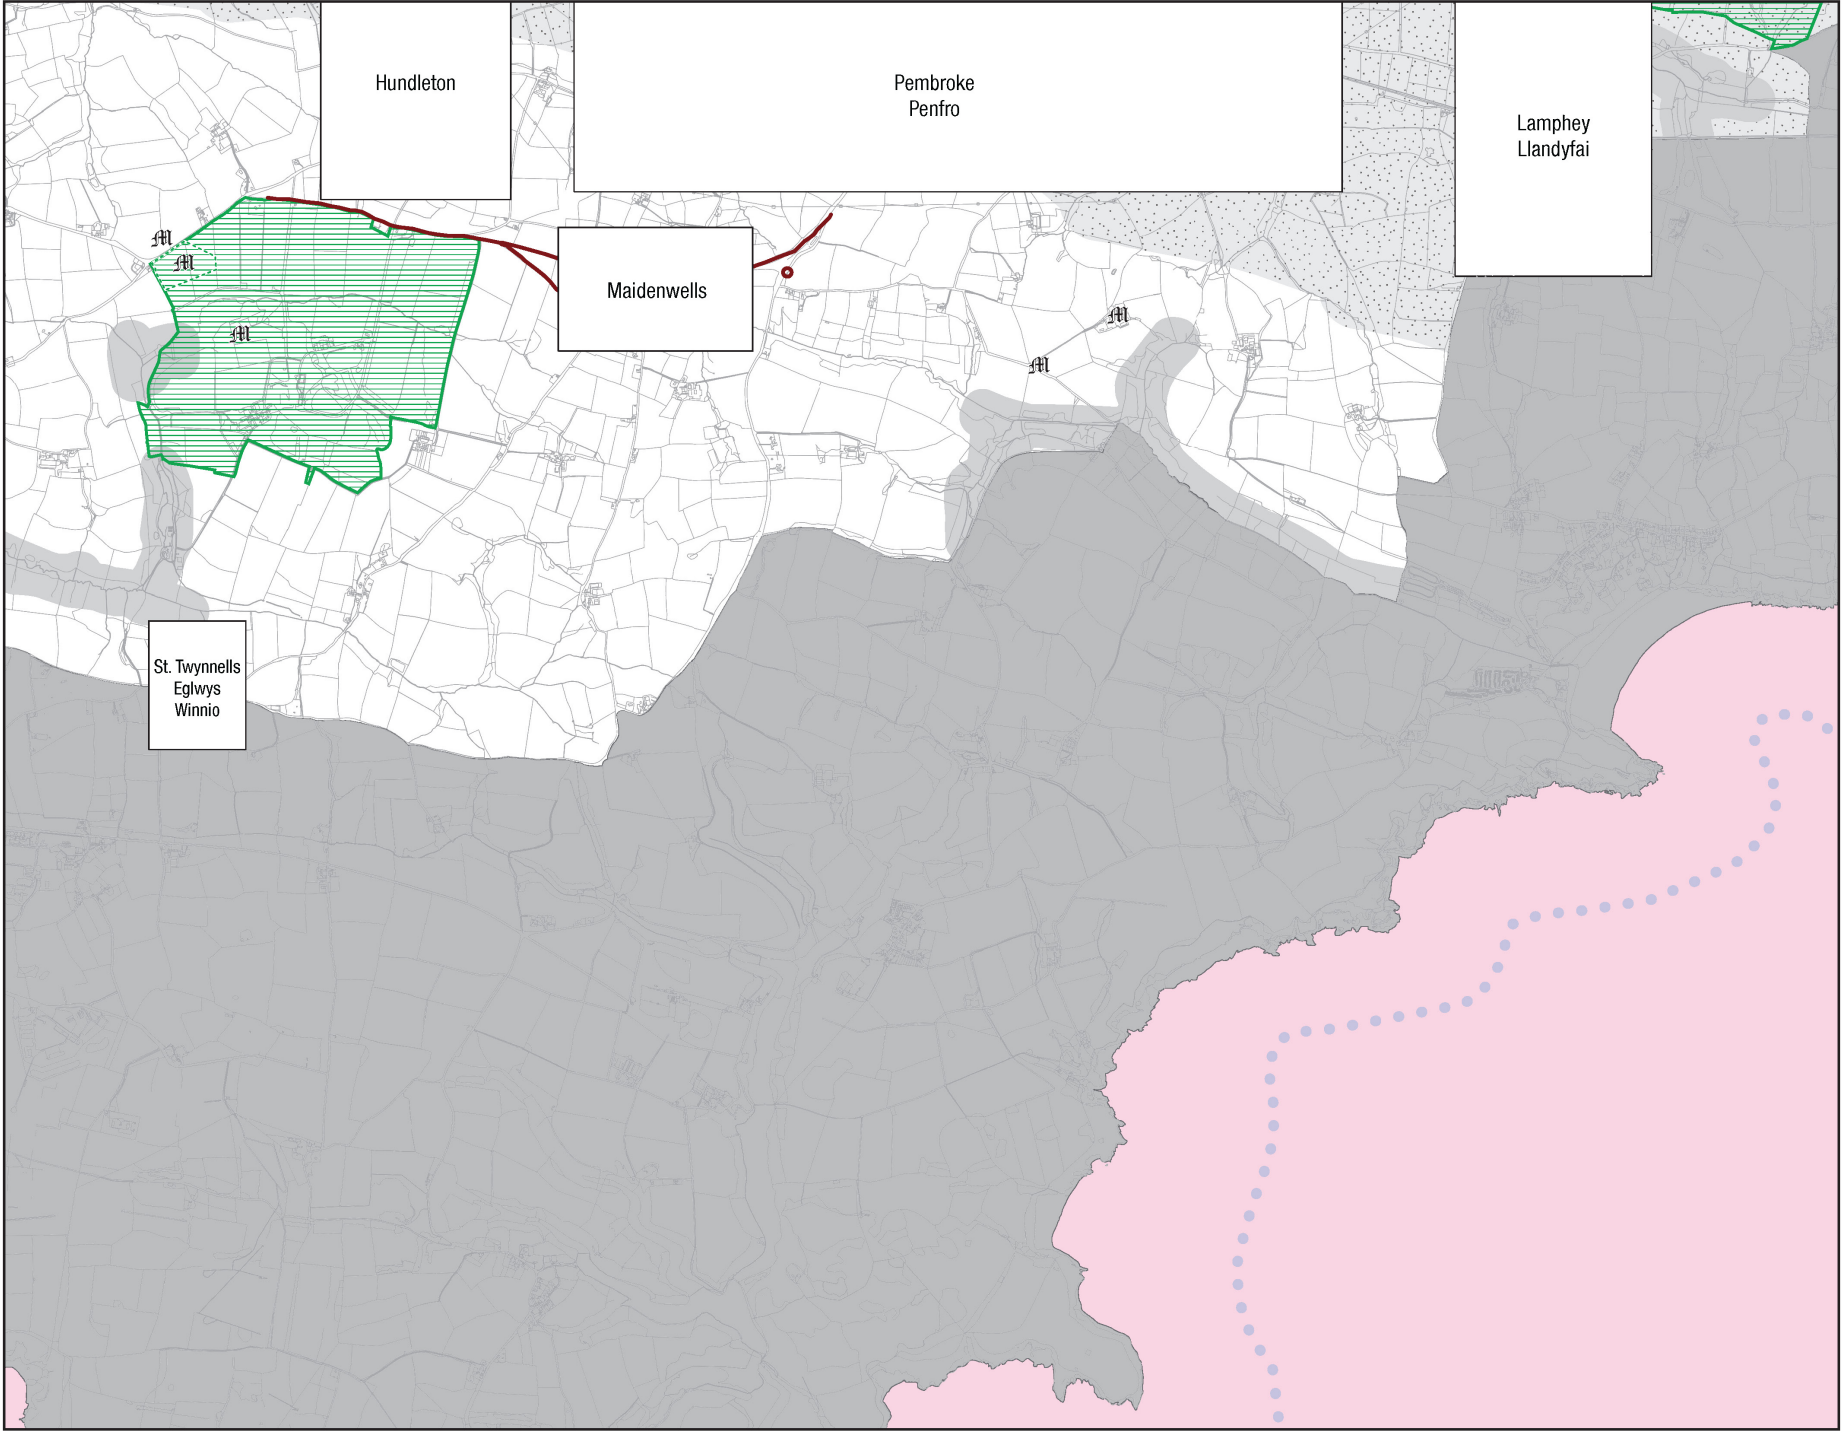 Hundleton
Pembroke
Penfro
Lamphey
Llandyfai
M
M
Maidenwells
M
M
M
St. Twynnells
Eglwys
Winnio